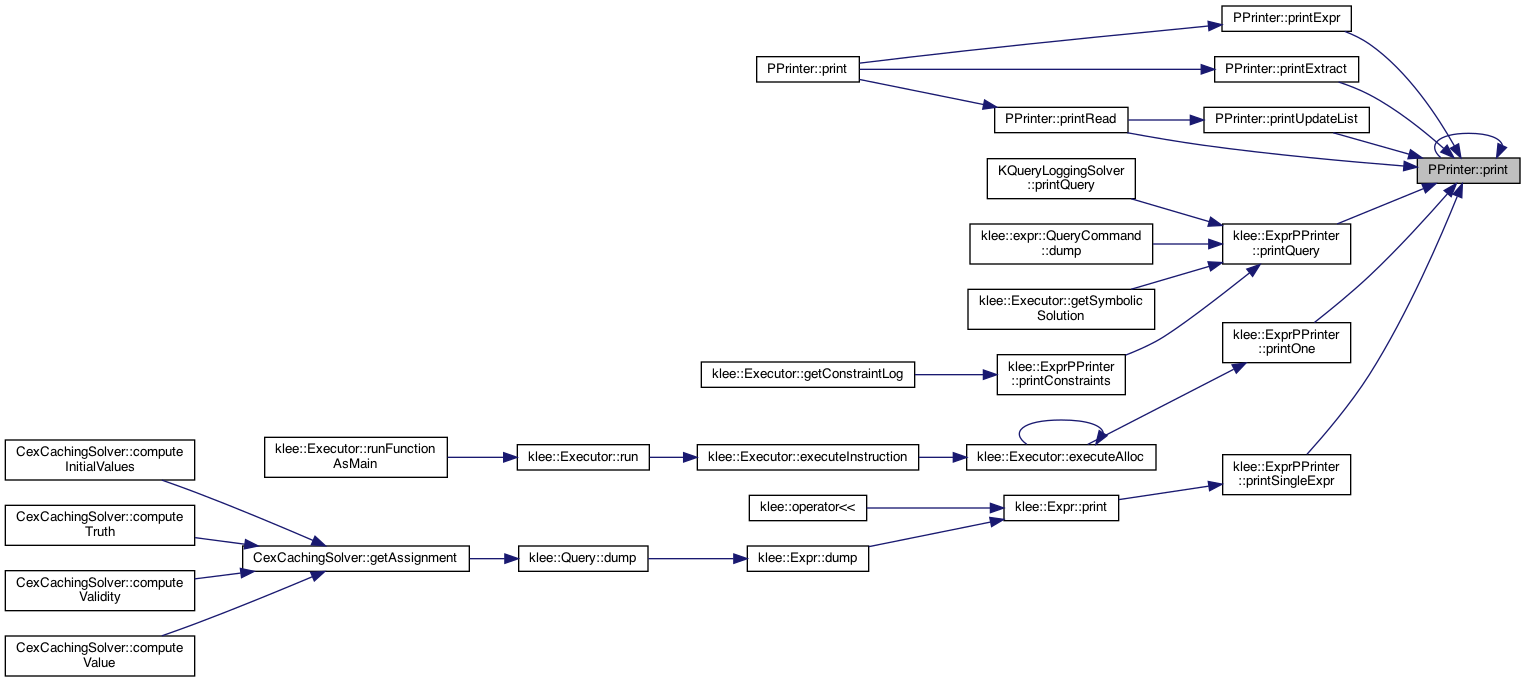 PPrinter::printExpr
PPrinter::print
PPrinter::printExtract
PPrinter::printRead
PPrinter::printUpdateList
PPrinter::print
KQueryLoggingSolver
::printQuery
klee::expr::QueryCommand
::dump
klee::ExprPPrinter
::printQuery
klee::Executor::getSymbolic
Solution
klee::ExprPPrinter
::printOne
klee::Executor::getConstraintLog
klee::ExprPPrinter
::printConstraints
CexCachingSolver::compute
InitialValues
klee::Executor::runFunction
AsMain
klee::Executor::run
klee::Executor::executeInstruction
klee::Executor::executeAlloc
klee::ExprPPrinter
::printSingleExpr
klee::operator<<
klee::Expr::print
CexCachingSolver::compute
Truth
CexCachingSolver::getAssignment
klee::Query::dump
klee::Expr::dump
CexCachingSolver::compute
Validity
CexCachingSolver::compute
Value